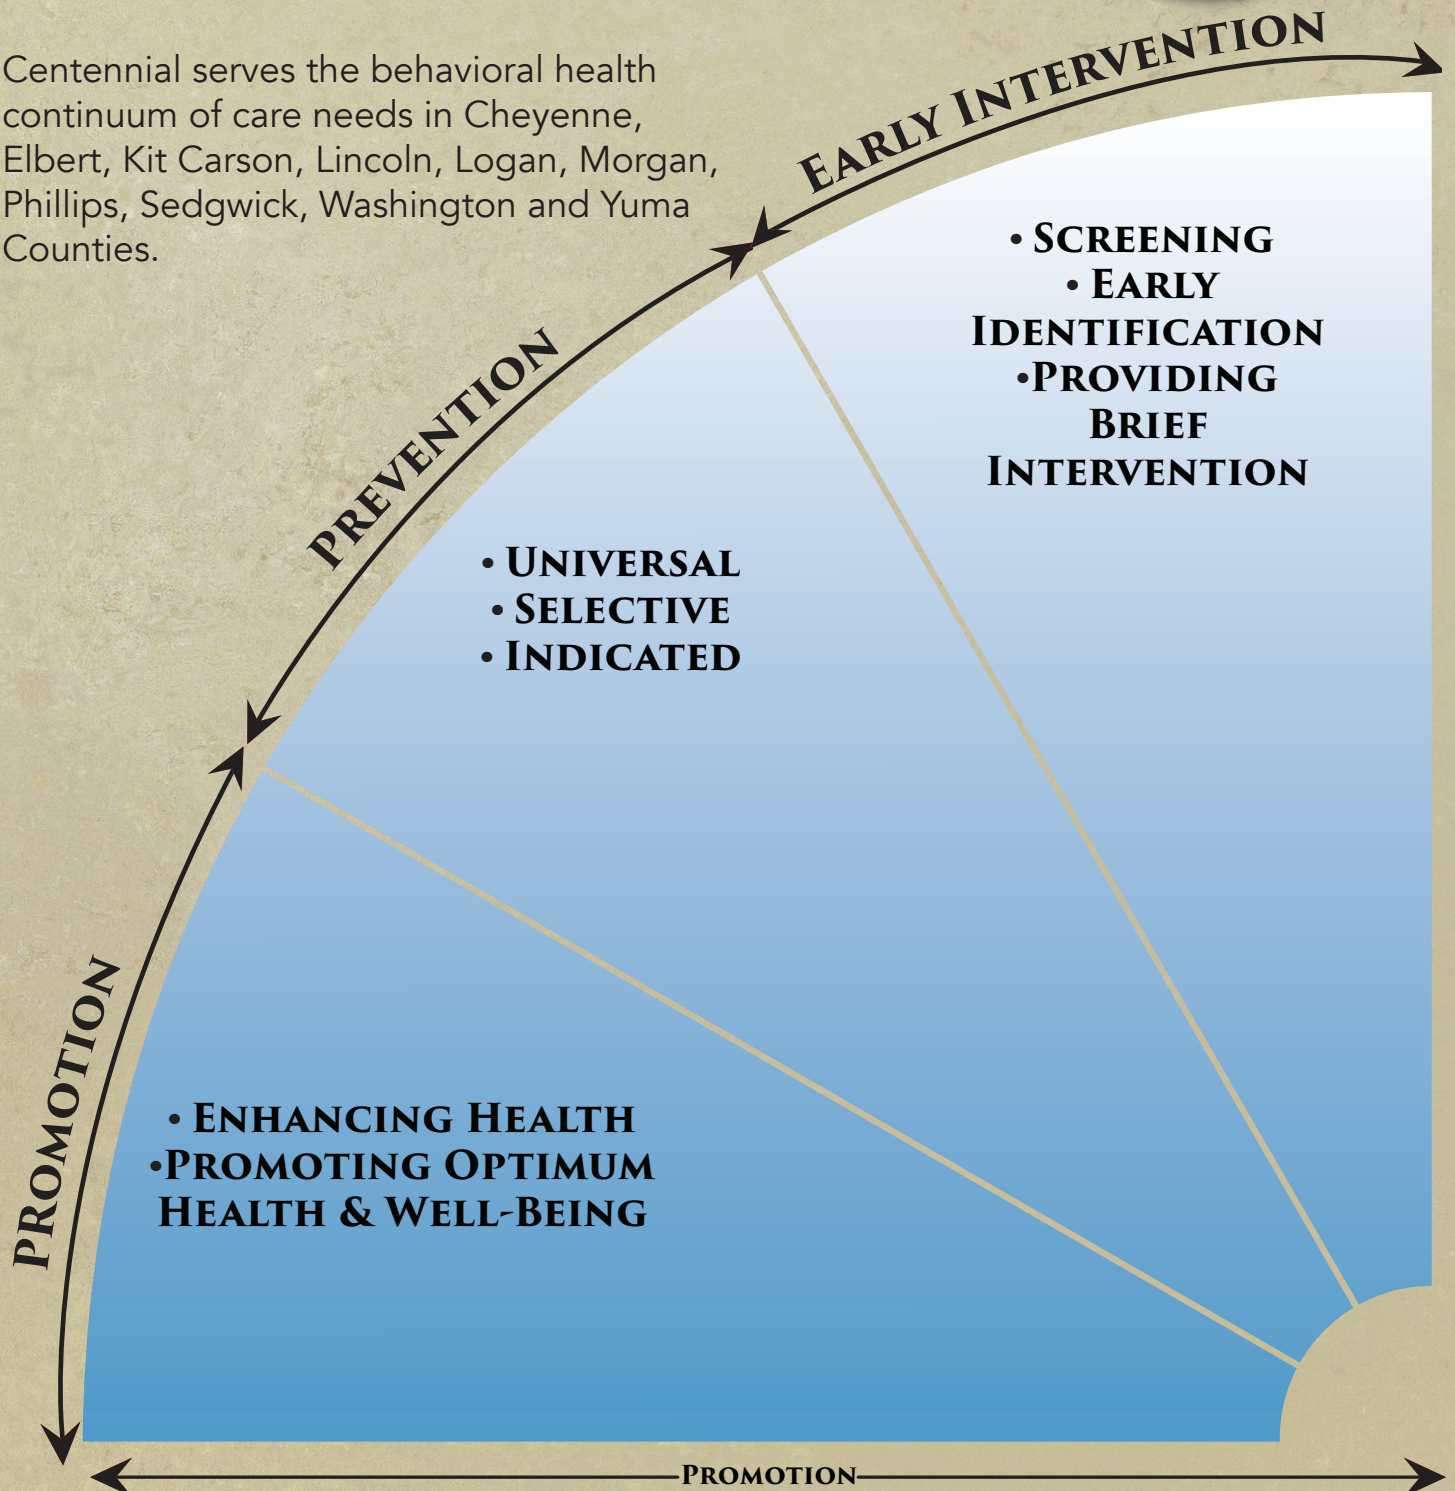 Centennial serves the behavioral health
continuum of care needs in Cheyenne,
Elbert, Kit Carson, Lincoln, Logan, Morgan,
Phillips, Sedgwick, Washington and Yuma
Counties.
Early Intervention
• Screening
• Early
Identification
•Providing
Brief
Intervention
Prevention
• Universal
• Selective
• Indicated
Promotion
• Enhancing Health
•Promoting Optimum
Health & Well-Being
Promotion